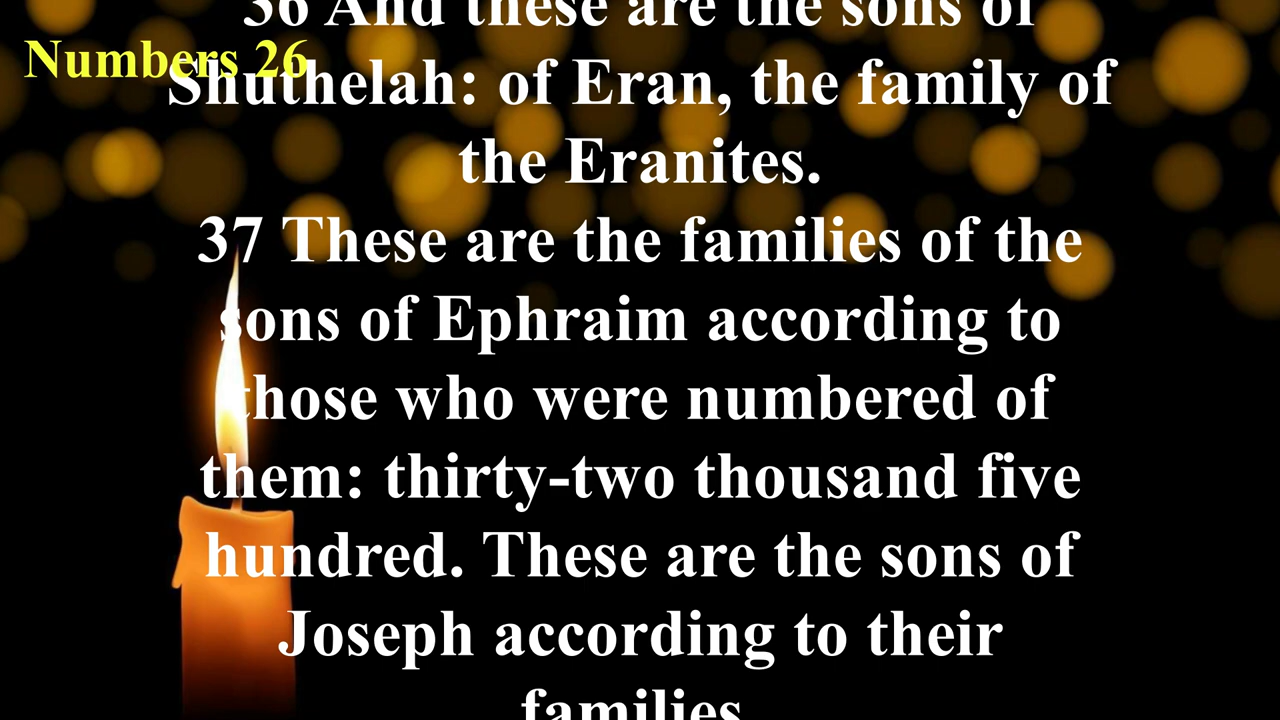 36 And these are the sons of
Numbers 26
Shuthelah: of Eran, the family of
the Eranites.
37 These are the families of the
sons of Ephraim according to
those who were numbered of
them: thirty-two thousand five
hundred. These are the sons of
Joseph according to their
families.